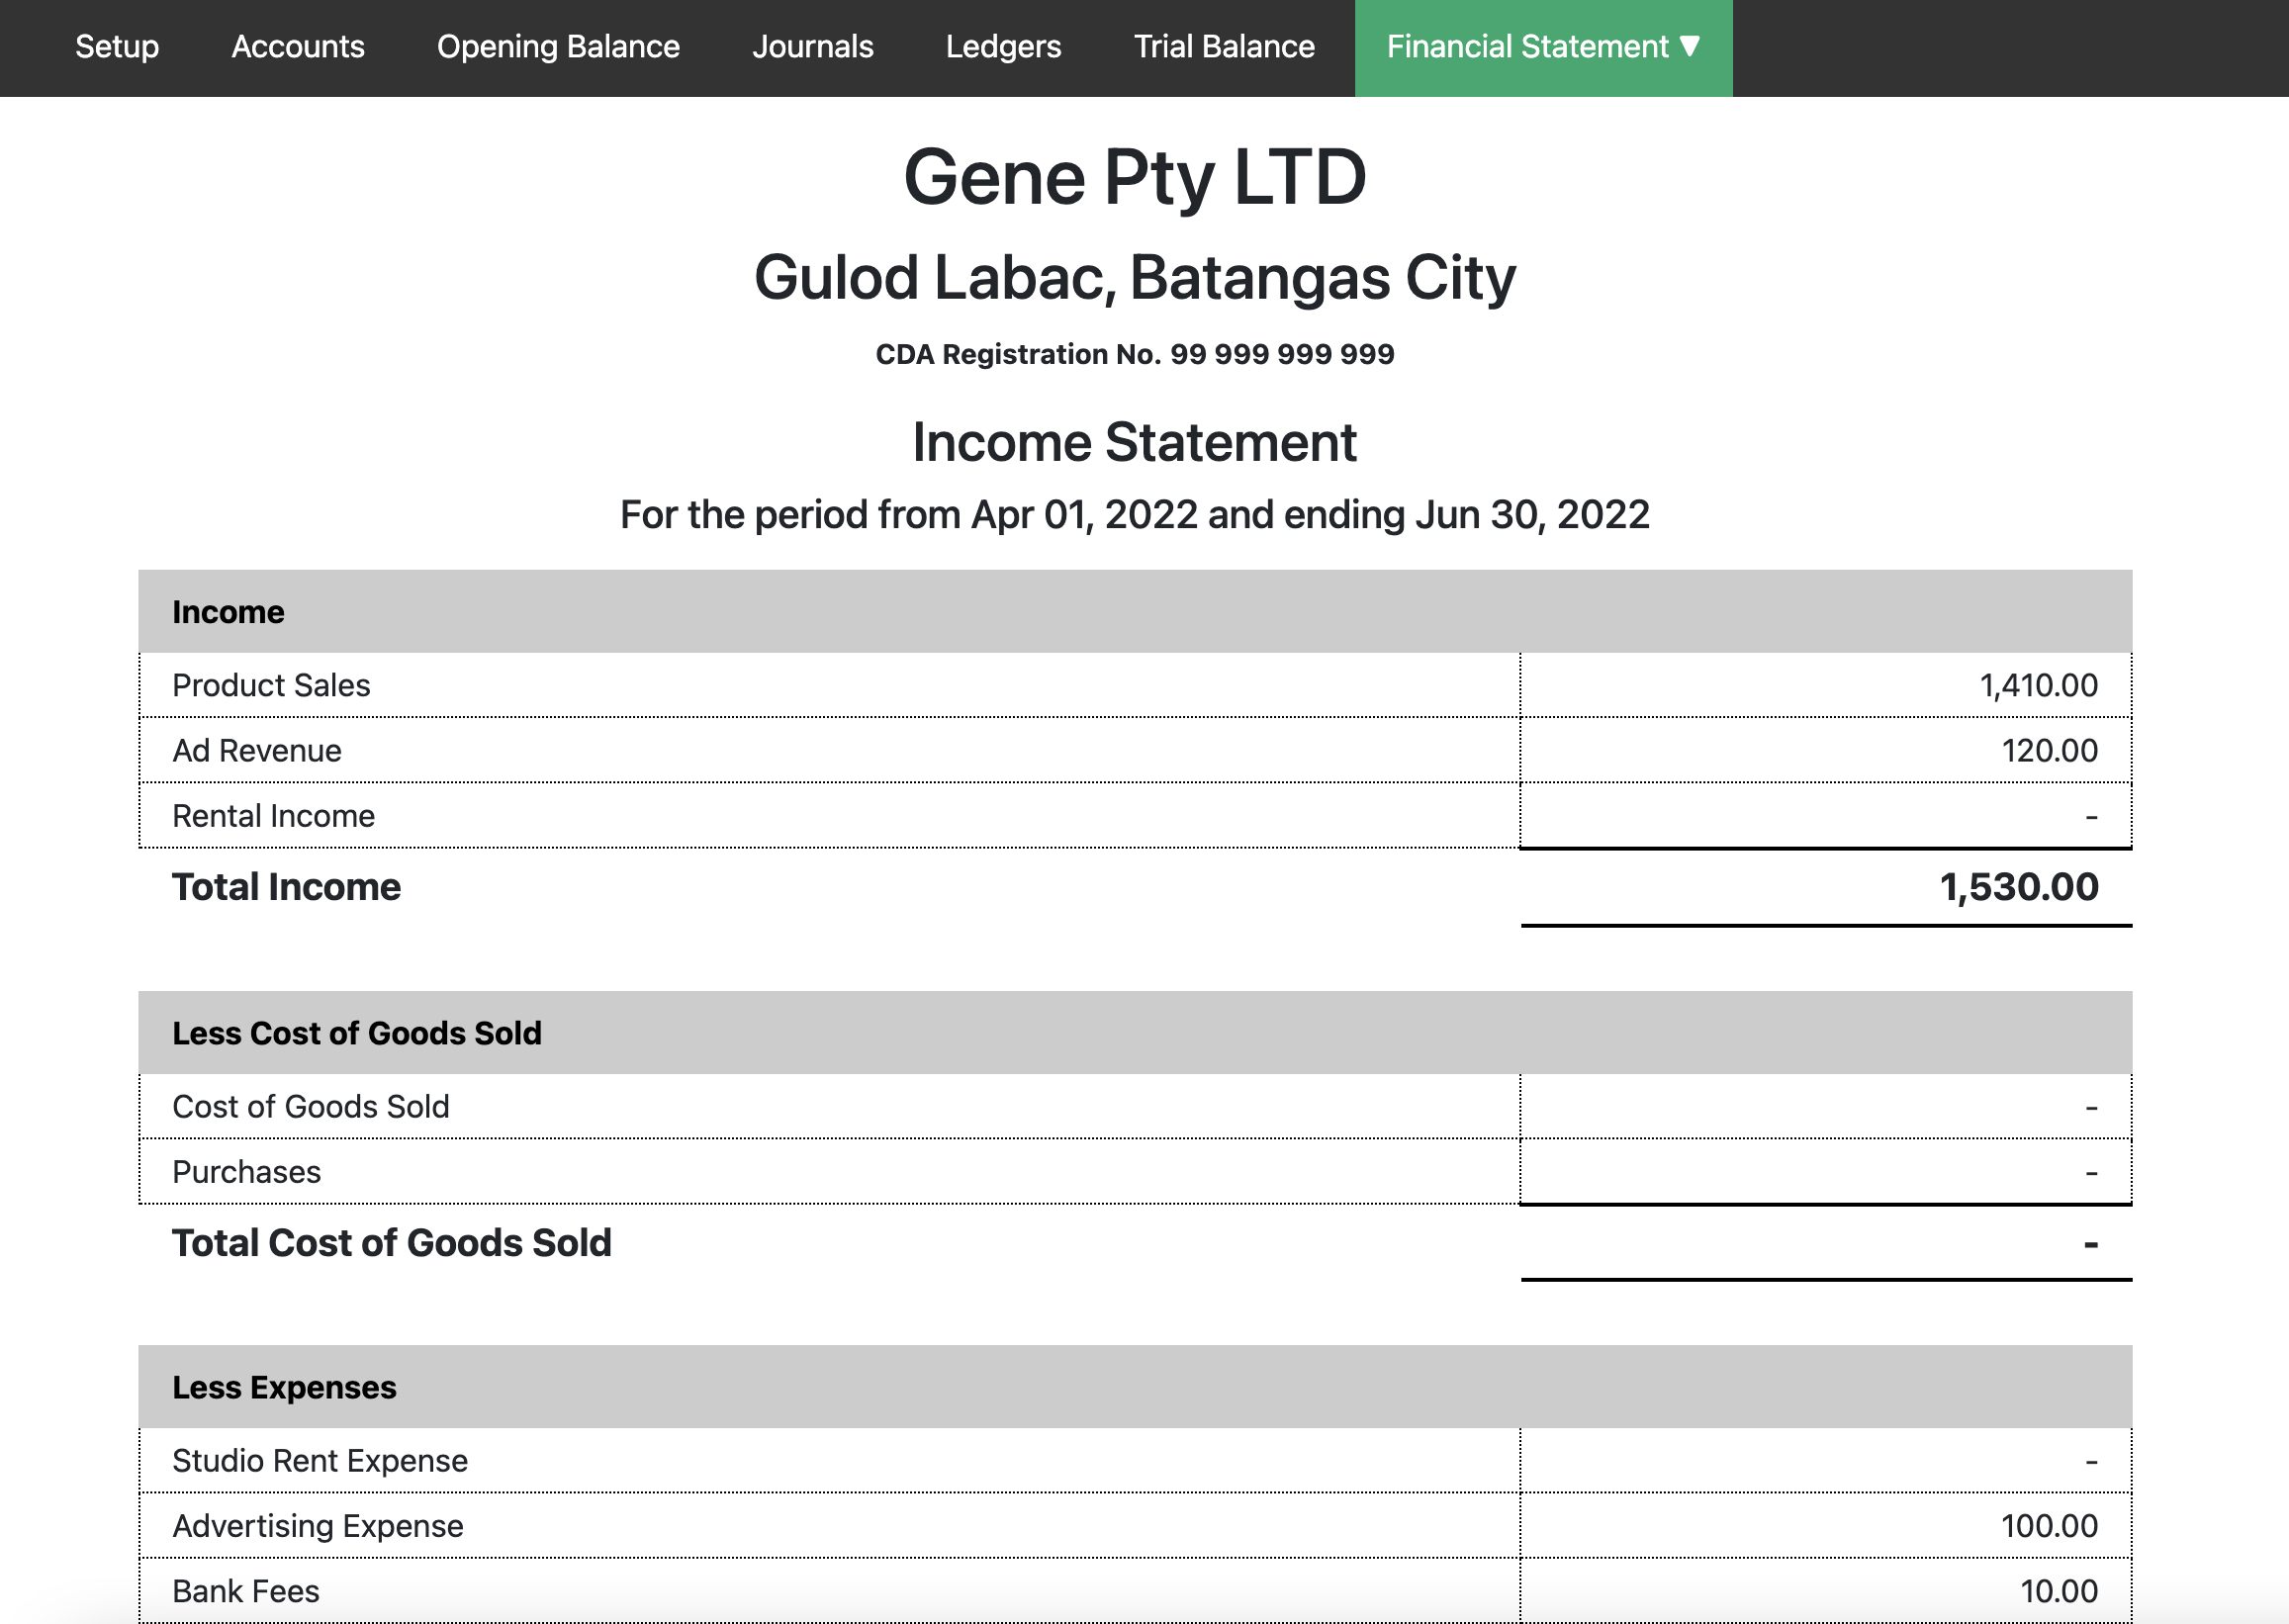 Setup Accounts Opening Balance Journals Ledgers Trial Balance Financial Statement ▼
Gene Pty LTD
Gulod Labac, Batangas City
CDA Registration No. 99 999 999 999
Income Statement
For the period from Apr 01, 2022 and ending Jun 30, 2022
Income
Product Sales 1,410.00
Ad Revenue 120.00
Rental Income -
Total Income 1,530.00
Less Cost of Goods Sold
Cost of Goods Sold -
Purchases -
Total Cost of Goods Sold -
Less Expenses
Studio Rent Expense -
Advertising Expense 100.00
Bank Fees 10.00